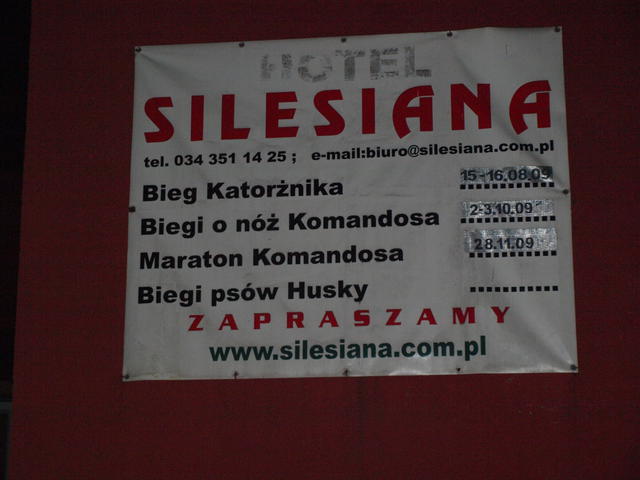 HOTEL
SILESIANA
tel. 034 351 14 25 ; e-mail:biuro@silesiana.com.pl
Bieg Katorżnika 15-16.08.09
Biegi o nóż Komandosa 2-3.10.09
Maraton Komandosa 28.11.09
Biegi psów Husky ............
ZAPRASZAMY
www.silesiana.com.pl